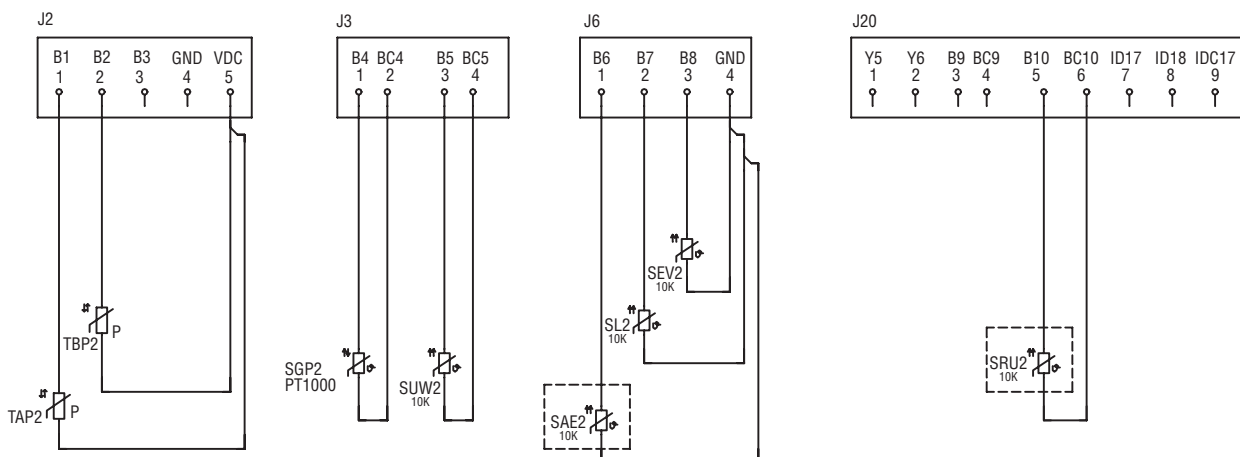 J2
B1 B2 B3 GND VDC
1 2 3 4 5
TBP2 P
TAP2 P
J3
B4 BC4 B5 BC5
1 2 3 4
SGP2
PT1000
SUW2
10K
J6
B6 B7 B8 GND
1 2 3 4
SEV2
10K
SL2
10K
SAE2
10K
J20
Y5 Y6 B9 BC9 B10 BC10 ID17 ID18 IDC17
1 2 3 4 5 6 7 8 9
SRU2
10K